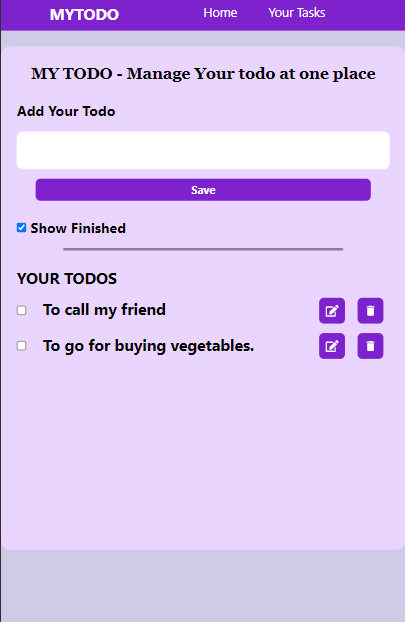 MYTODO Home Your Tasks
MY TODO - Manage Your todo at one place
Add Your Todo
Save
Show Finished
YOUR TODOS
To call my friend
To go for buying vegetables.